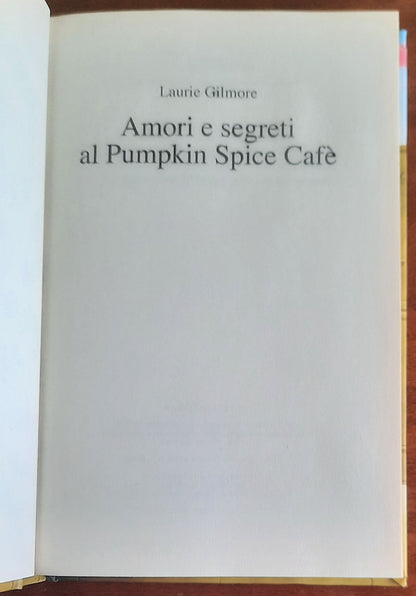 Laurie Gilmore
Amori e segreti
al Pumpkin Spice Cafè